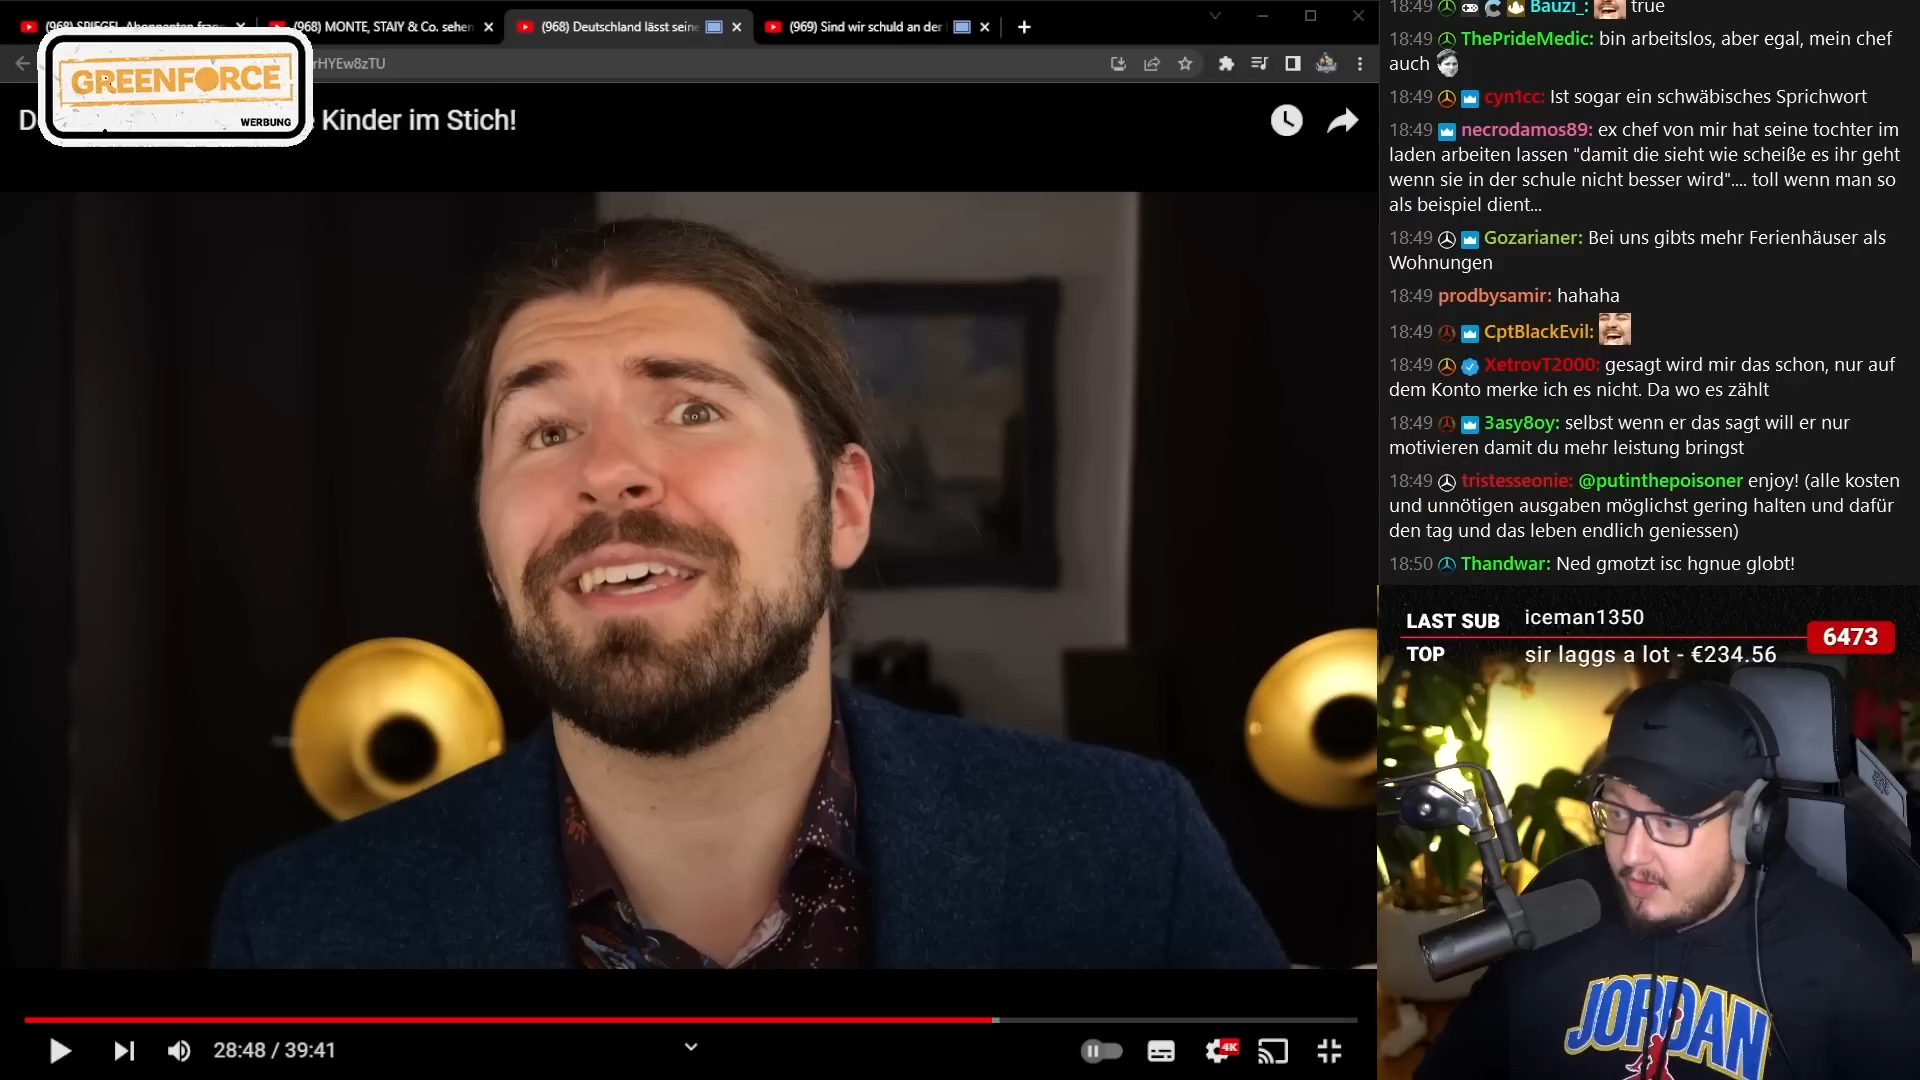 (968) SPIEGEL-Abonnenten
(968) MONTE, STAIY & Co. sehen
(968) Deutschland lässt seine
(969) Sind wir schuld an der
rHYEw8zTU
GREENFORCE
WERBUNG
Kinder im Stich!
28:48 / 39:41
4K
18:49 Bauzi_: true
18:49 ThePrideMedic: bin arbeitslos, aber egal, mein chef
auch
18:49 cyn1cc: Ist sogar ein schwäbisches Sprichwort
18:49 necrodamos89: ex chef von mir hat seine tochter im
laden arbeiten lassen "damit die sieht wie scheiße es ihr geht
wenn sie in der schule nicht besser wird".... toll wenn man so
als beispiel dient...
18:49 Gozarianer: Bei uns gibts mehr Ferienhäuser als
Wohnungen
18:49 prodbysamir: hahaha
18:49 CptBlackEvil:
18:49 XetrovT2000: gesagt wird mir das schon, nur auf
dem Konto merke ich es nicht. Da wo es zählt
18:49 3asy8oy: selbst wenn er das sagt will er nur
motivieren damit du mehr leistung bringst
18:49 tristesseonie: @putinthepoisoner enjoy! (alle kosten
und unnötigen ausgaben möglichst gering halten und dafür
den tag und das leben endlich geniessen)
18:50 Thandwar: Ned gmotzt isc hgnue globt!
LAST SUB iceman1350
6473
TOP sir laggs a lot - €234.56
JORDAN